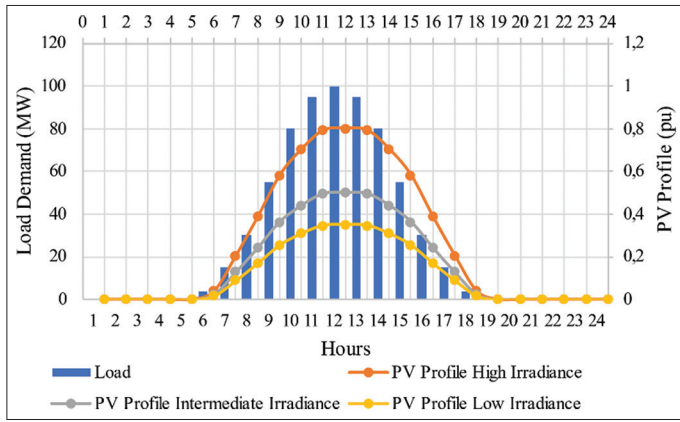 0 1 2 3 4 5 6 7 8 9 10 11 12 13 14 15 16 17 18 19 20 21 22 23 24
120 1,2
100 1
80 0,8
60 0,6
40 0,4
20 0,2
0 0
Load Demand (MW)
PV Profile (pu)
1 2 3 4 5 6 7 8 9 10 11 12 13 14 15 16 17 18 19 20 21 22 23 24
Hours
Load PV Profile High Irradiance
PV Profile Intermediate Irradiance PV Profile Low Irradiance